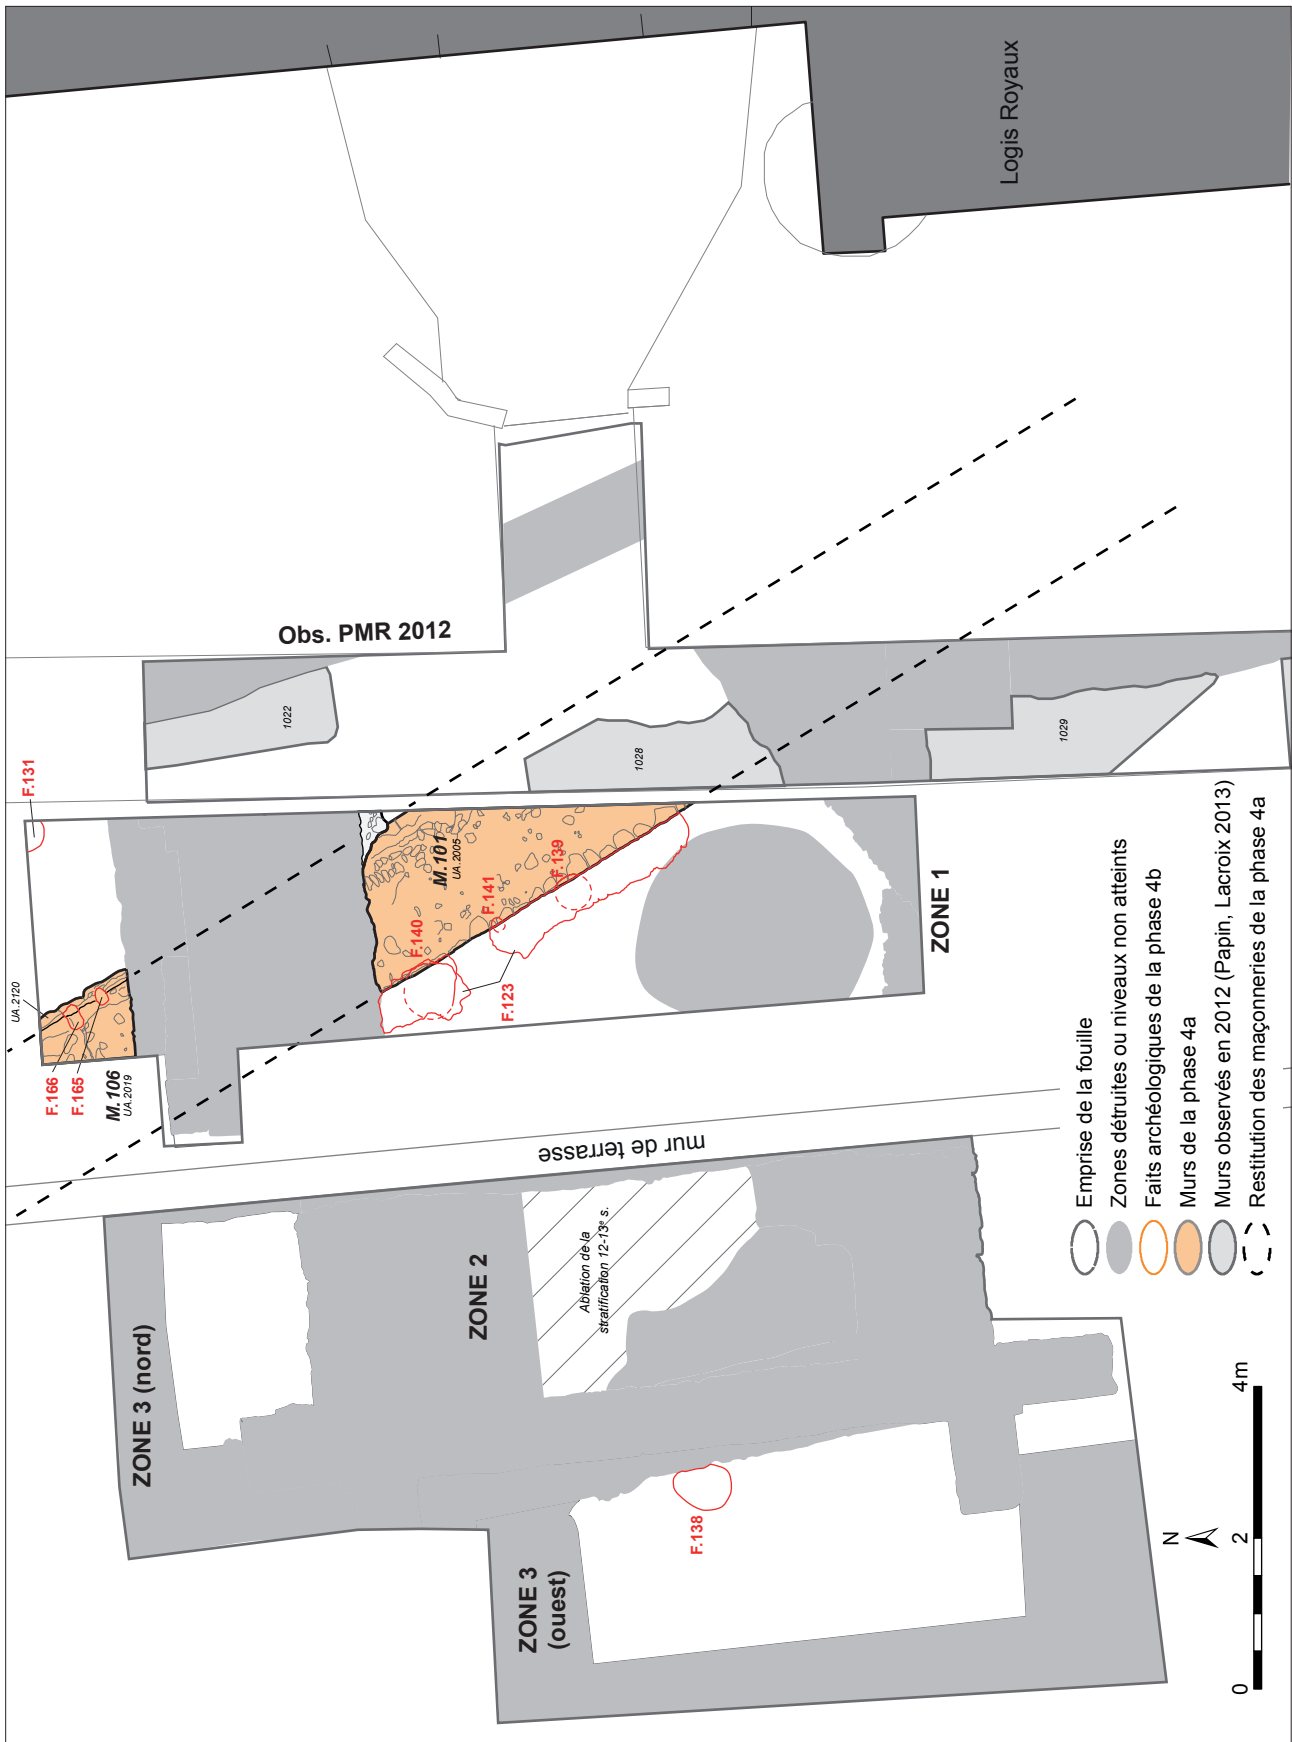 Logis Royaux
Obs. PMR 2012
F.131
1022
1028
1029
M.101
UA.2005
F.139
F.141
F.140
F.123
UA.2120
F.166
F.165
M.106
UA.2019
ZONE 1
mur de terrasse
ZONE 2
Ablation de la
stratification 12-13e s.
ZONE 3 (nord)
ZONE 3
(ouest)
F.138
Emprise de la fouille
Zones détruites ou niveaux non atteints
Faits archéologiques de la phase 4b
Murs de la phase 4a
Murs observés en 2012 (Papin, Lacroix 2013)
Restitution des maçonneries de la phase 4a
N
0 2 4m